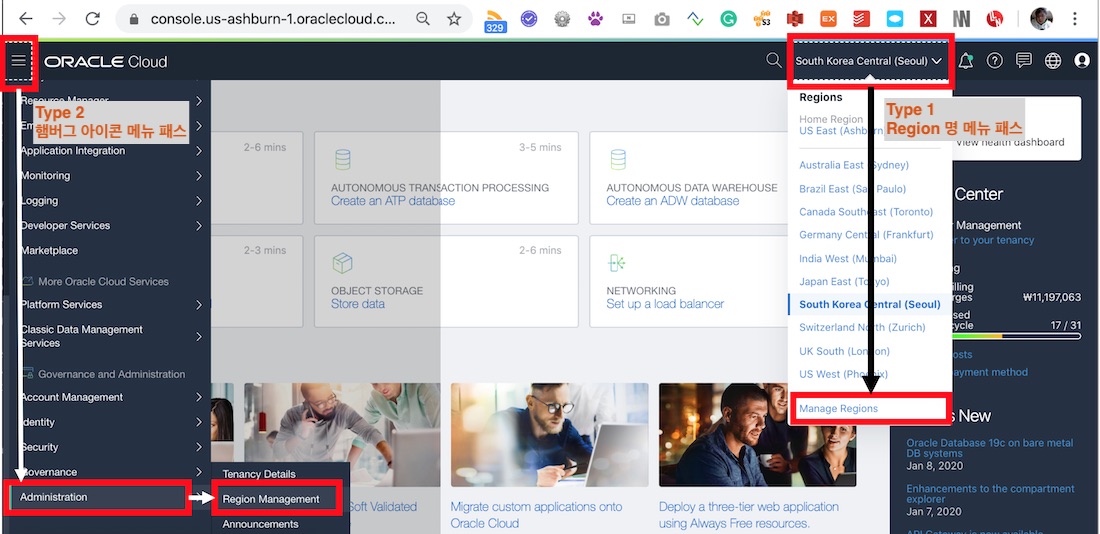 console.us-ashburn-1.oraclecloud.c...
329
S3
EX
X
ORACLE Cloud
South Korea Central (Seoul)
Resource Manager
Type 2
햄버그 아이콘 메뉴 패스
Application Integration
Monitoring
Logging
Developer Services
Marketplace
More Oracle Cloud Services
Platform Services
Classic Data Management
Services
Governance and Administration
Account Management
Identity
Security
Governance
Administration
Tenancy Details
Region Management
Announcements
2-6 mins
3-5 mins
AUTONOMOUS TRANSACTION PROCESSING
Create an ATP database
AUTONOMOUS DATA WAREHOUSE
Create an ADW database
2-3 mins
2-6 mins
OBJECT STORAGE
Store data
NETWORKING
Set up a load balancer
Soft Validated
Migrate custom applications onto
Oracle Cloud
Deploy a three-tier web application
using Always Free resources.
Regions
Home Region
US East (Ashburn
Type 1
Region 명 메뉴 패스
Australia East (Sydney)
Brazil East (Sao Paulo)
Canada Southeast (Toronto)
Germany Central (Frankfurt)
India West (Mumbai)
Japan East (Tokyo)
South Korea Central (Seoul)
Switzerland North (Zurich)
UK South (London)
US West (Phoenix)
Manage Regions
View health dashboard
Center
Management
to your tenancy
₩11,197,063
17 / 31
osts
payment method
New
Oracle Database 19c on bare metal
DB systems
Jan 8, 2020
Enhancements to the compartment
explorer
Jan 7, 2020
API Gateway is now available